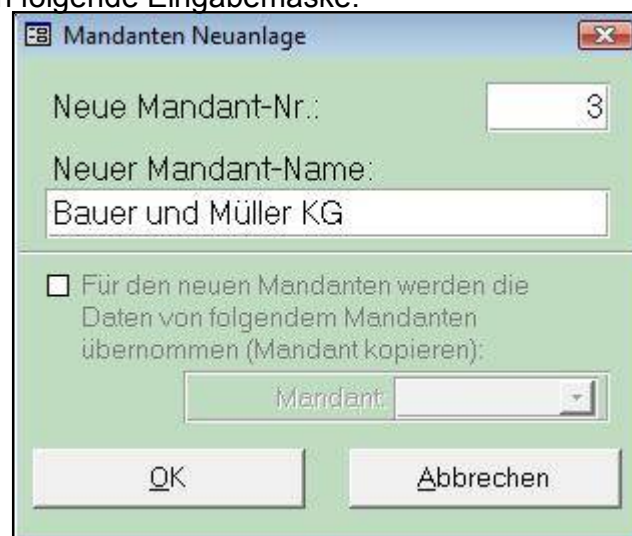 folgende Eingabemaske:
Mandanten Neuanlage
Neue Mandant-Nr.: 3
Neuer Mandant-Name:
Bauer und Müller KG
Für den neuen Mandanten werden die
Daten von folgendem Mandanten
übernommen (Mandant kopieren):
Mandant:
OK
Abbrechen